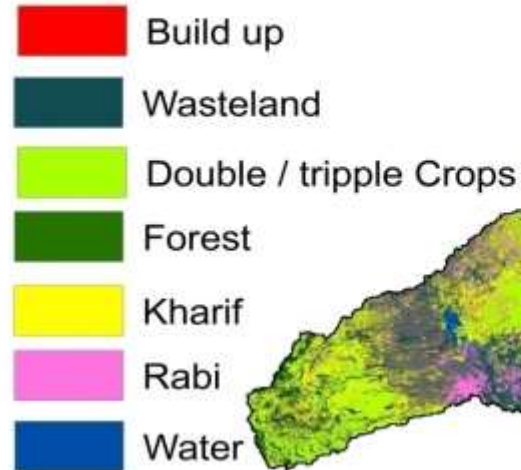 Build up
Wasteland
Double / tripple Crops
Forest
Kharif
Rabi
Water